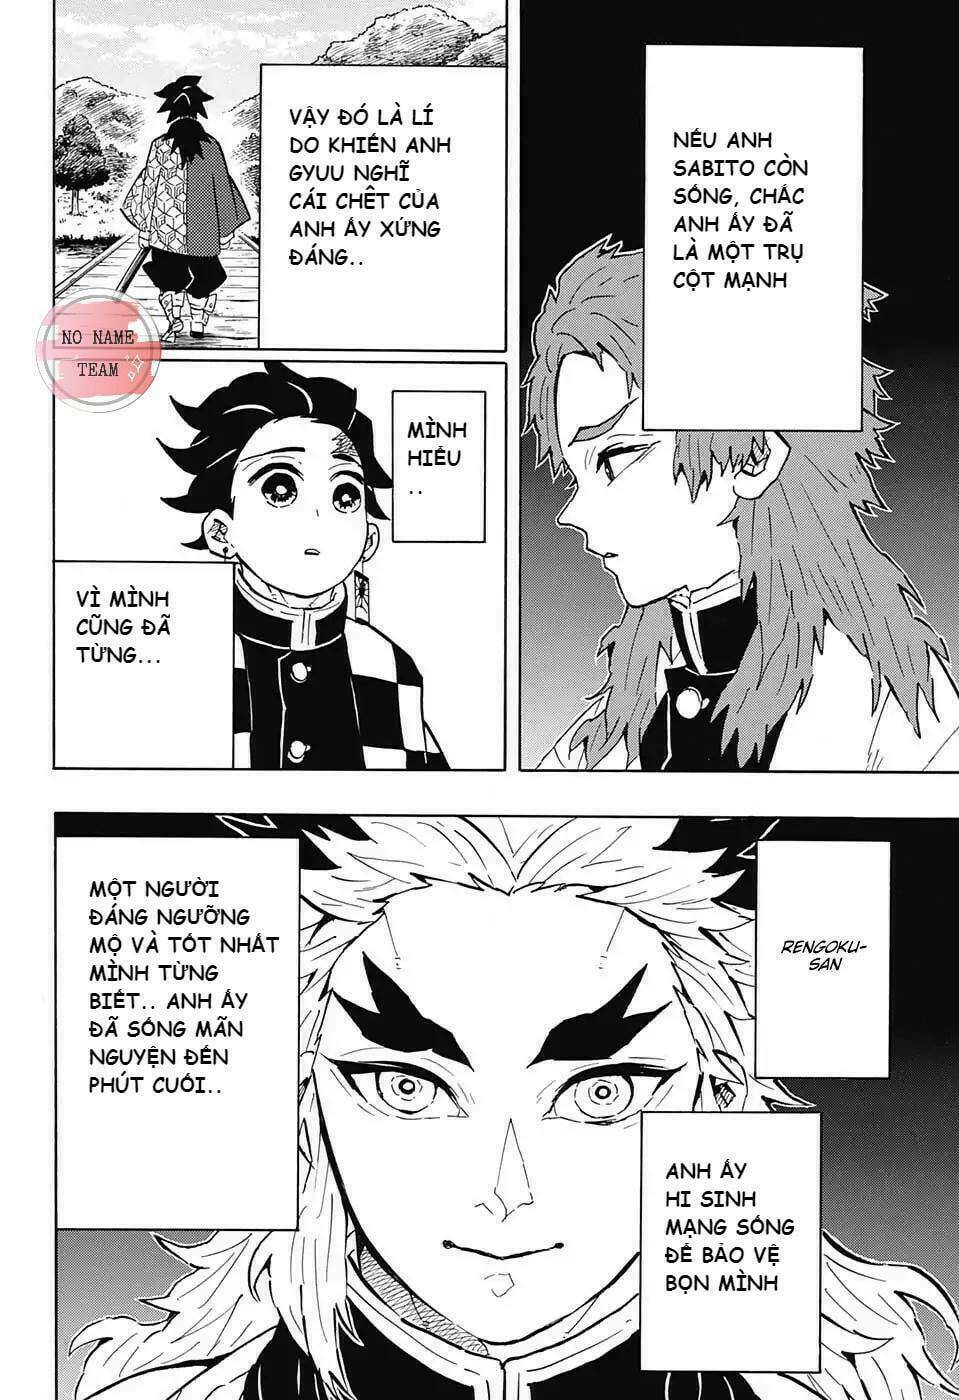 NẾU ANH
SABITO CÒN
SỐNG, CHẮC
ANH ẤY ĐÃ
LÀ MỘT TRỤ
CỘT MẠNH
VẬY ĐÓ LÀ LÍ
DO KHIẾN ANH
GYUU NGHĨ
CÁI CHẾT CỦA
ANH ẤY XỨNG
ĐÁNG..
NO NAME
TEAM
MÌNH
HIỂU
..
VÌ MÌNH
CŨNG ĐÃ
TỪNG...
RENGOKU-
SAN
ANH ẤY
HI SINH
MẠNG SỐNG
ĐỂ BẢO VỆ
BỌN MÌNH
MỘT NGƯỜI
ĐÁNG NGƯỠNG
MỘ VÀ TỐT NHẤT
MÌNH TỪNG
BIẾT.. ANH ẤY
ĐÃ SỐNG MÃN
NGUYỆN ĐẾN
PHÚT CUỐI..